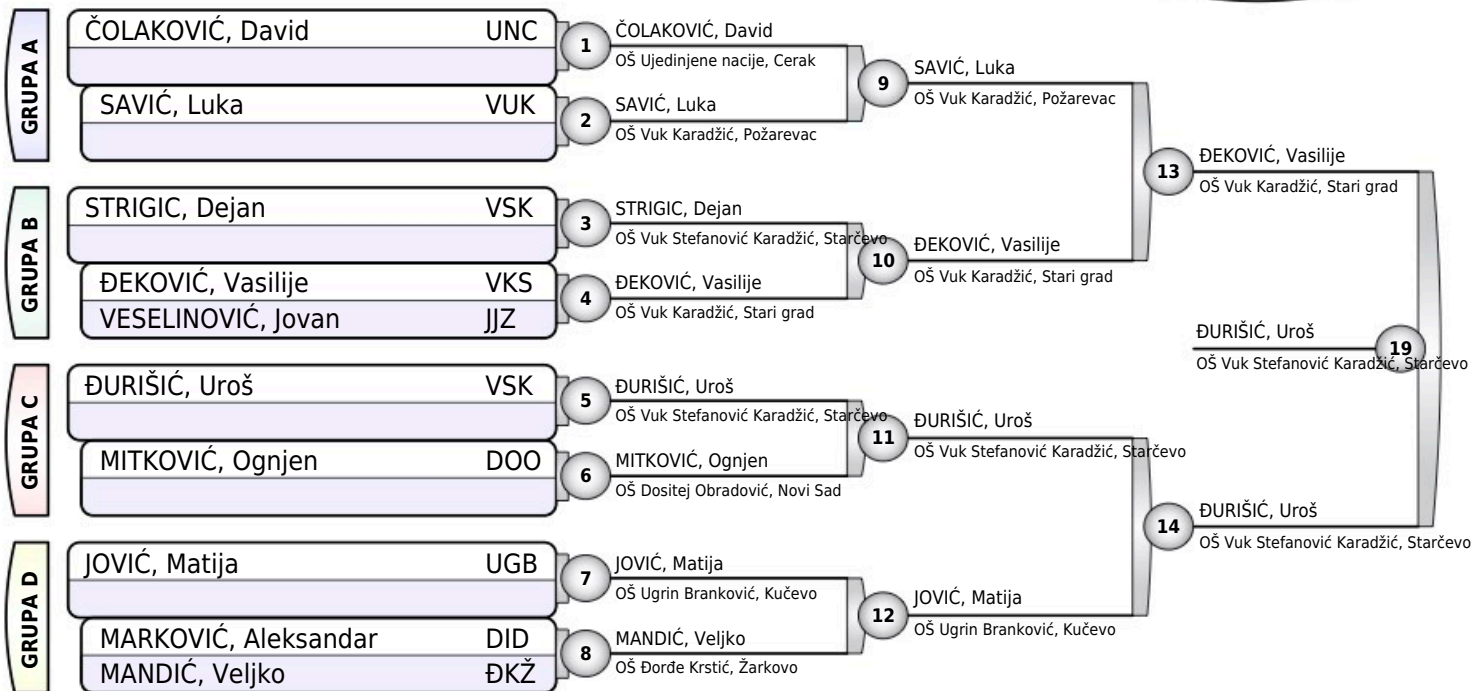 GRUPA A
ČOLAKOVIĆ, David UNC
SAVIĆ, Luka VUK
GRUPA B
STRIGIC, Dejan VSK
ĐEKOVIĆ, Vasilije VKS
VESELINOVIĆ, Jovan JJZ
GRUPA C
ĐURIŠIĆ, Uroš VSK
MITKOVIĆ, Ognjen DOO
GRUPA D
JOVIĆ, Matija UGB
MARKOVIĆ, Aleksandar DID
MANDIĆ, Veljko ĐKŽ
1 ČOLAKOVIĆ, David
OŠ Ujedinjene nacije, Cerak
2 SAVIĆ, Luka
OŠ Vuk Karadžić, Požarevac
3 STRIGIC, Dejan
OŠ Vuk Stefanović Karadžić, Starčevo
4 ĐEKOVIĆ, Vasilije
OŠ Vuk Karadžić, Stari grad
5 ĐURIŠIĆ, Uroš
OŠ Vuk Stefanović Karadžić, Starčevo
6 MITKOVIĆ, Ognjen
OŠ Dositej Obradović, Novi Sad
7 JOVIĆ, Matija
OŠ Ugrin Branković, Kučevo
8 MANDIĆ, Veljko
OŠ Đorđe Krstić, Žarkovo
9 SAVIĆ, Luka
OŠ Vuk Karadžić, Požarevac
10 ĐEKOVIĆ, Vasilije
OŠ Vuk Karadžić, Stari grad
11 ĐURIŠIĆ, Uroš
OŠ Vuk Stefanović Karadžić, Starčevo
12 JOVIĆ, Matija
OŠ Ugrin Branković, Kučevo
13 ĐEKOVIĆ, Vasilije
OŠ Vuk Karadžić, Stari grad
14 ĐURIŠIĆ, Uroš
OŠ Vuk Stefanović Karadžić, Starčevo
ĐURIŠIĆ, Uroš
19
OŠ Vuk Stefanović Karadžić, Starčevo